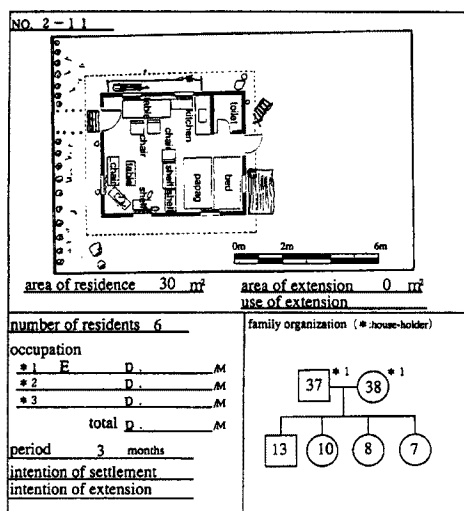 NO. 2-11
table
kitchen
toilet
chair
chair
chair
table
shelf
shelf
shelf
papag
bed
0m 2m 6m
area of residence 30 m²
area of extension 0 m²
use of extension
number of residents 6
occupation
*1 E D. /M
*2 D. /M
*3 D. /M
total D. /M
period 3 months
intention of settlement
intention of extension
family organization (*:house-holder)
37 *1 38 *1
13 10 8 7